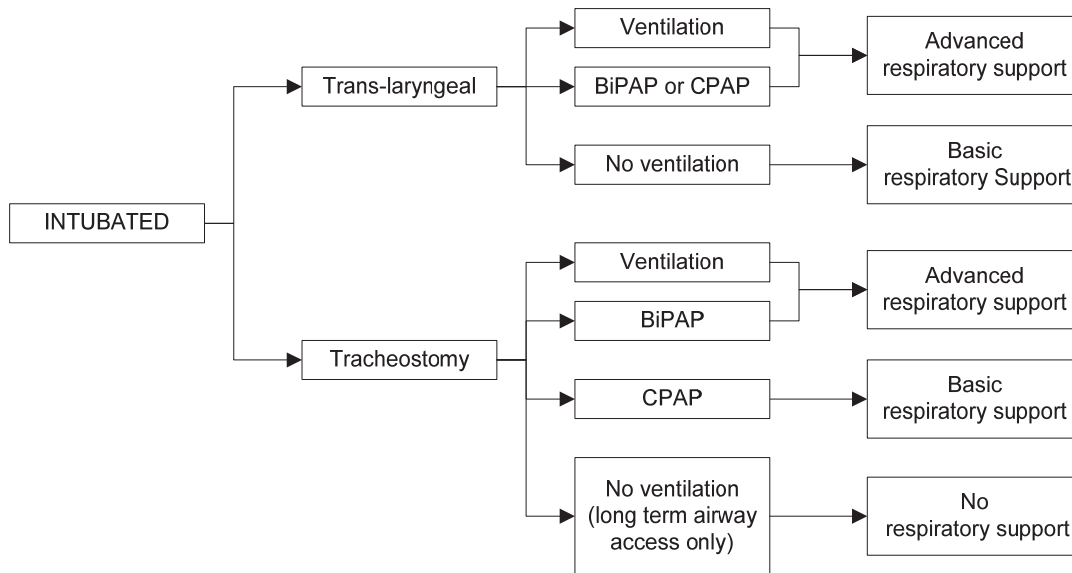 Ventilation
Advanced
respiratory support
Trans-laryngeal
BiPAP or CPAP
No ventilation
Basic
respiratory Support
INTUBATED
Ventilation
Advanced
respiratory support
BiPAP
Tracheostomy
CPAP
Basic
respiratory support
No ventilation
(long term airway
access only)
No
respiratory support